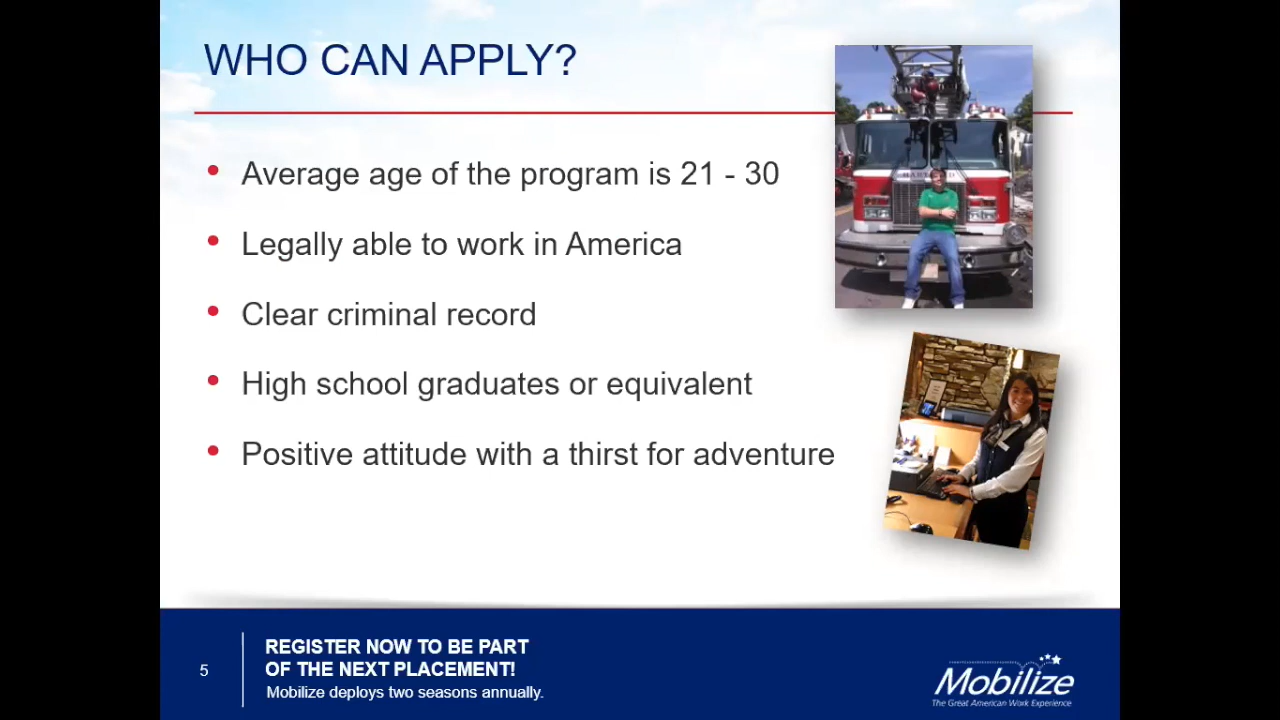 WHO CAN APPLY?
• Average age of the program is 21 - 30
• Legally able to work in America
• Clear criminal record
• High school graduates or equivalent
• Positive attitude with a thirst for adventure
5
REGISTER NOW TO BE PART
OF THE NEXT PLACEMENT!
Mobilize deploys two seasons annually.
Mobilize
The Great American Work Experience